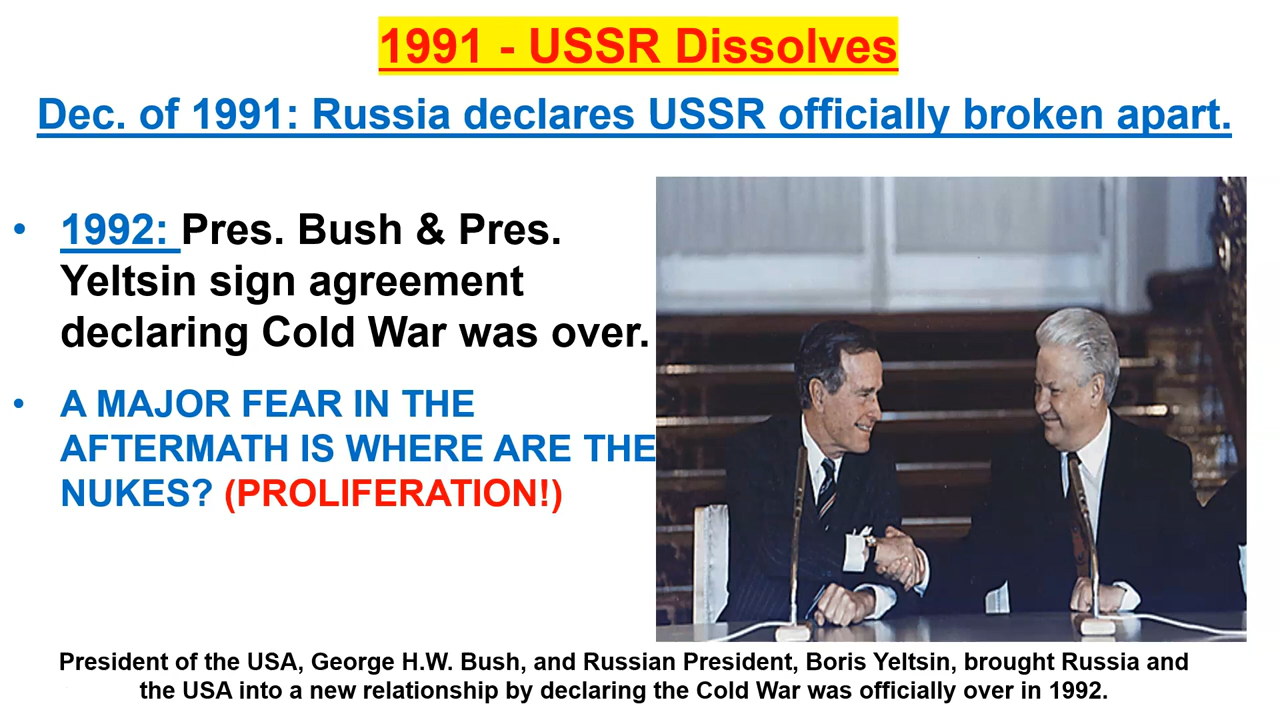 1991 - USSR Dissolves
Dec. of 1991: Russia declares USSR officially broken apart.
• 1992: Pres. Bush & Pres.
Yeltsin sign agreement
declaring Cold War was over.
• A MAJOR FEAR IN THE
AFTERMATH IS WHERE ARE THE
NUKES? (PROLIFERATION!)
President of the USA, George H.W. Bush, and Russian President, Boris Yeltsin, brought Russia and
the USA into a new relationship by declaring the Cold War was officially over in 1992.